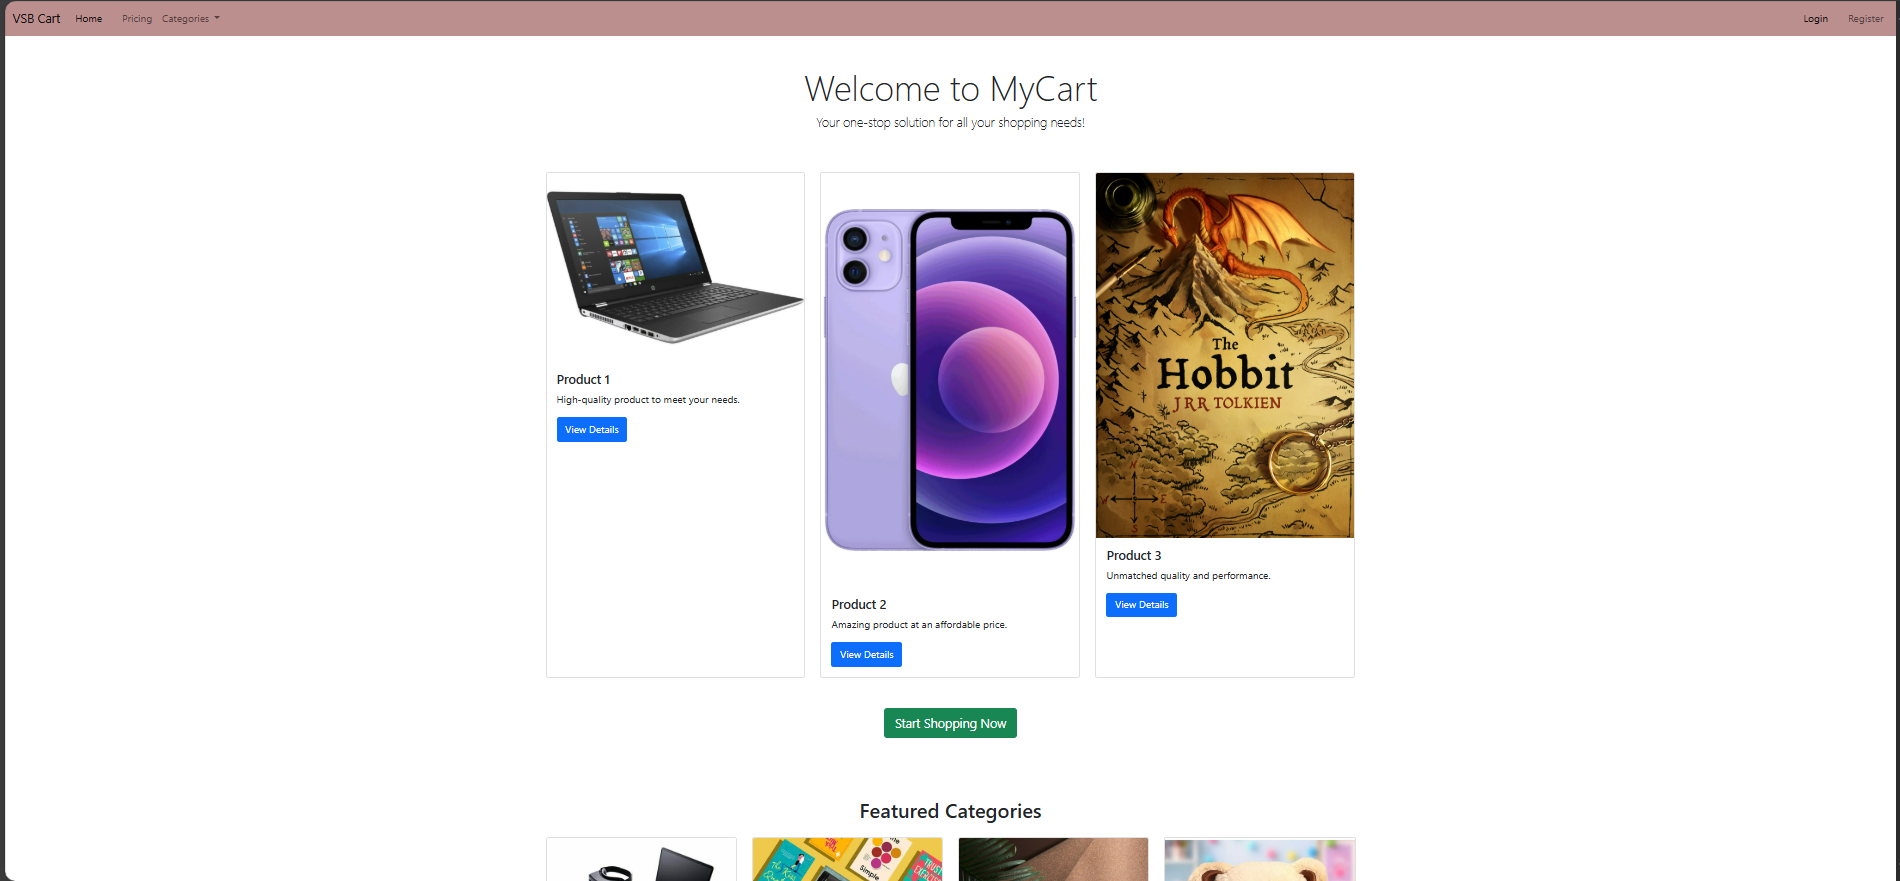 VSB Cart Home Pricing Categories Login Register
Welcome to MyCart
Your one-stop solution for all your shopping needs!
The
Hobbit
JRR TOLKIEN
N
W E
S
Product 1
High-quality product to meet your needs.
View Details
Product 2
Amazing product at an affordable price.
View Details
Product 3
Unmatched quality and performance.
View Details
Start Shopping Now
Featured Categories
Simple